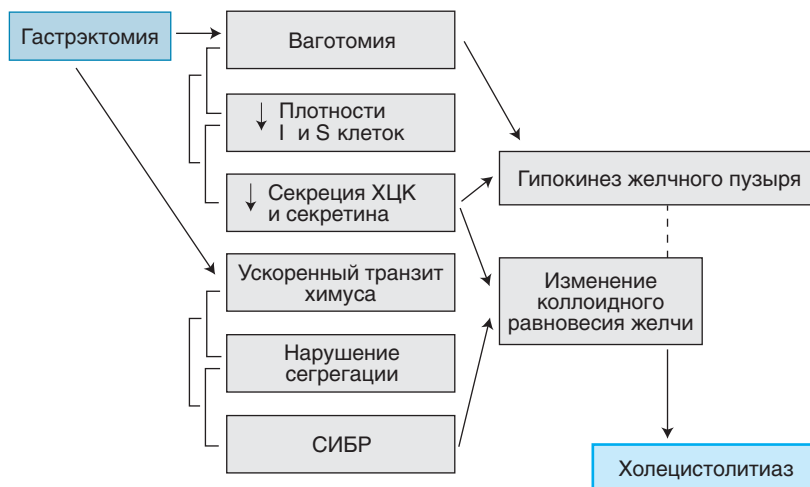 Гастрэктомия
Ваготомия
↓ Плотности
I и S клеток
↓ Секреция ХЦК
и секретина
Гипокинез желчного пузыря
Ускоренный транзит
химуса
Изменение
коллоидного
равновесия желчи
Нарушение
сегрегации
СИБР
Холецистолитиаз